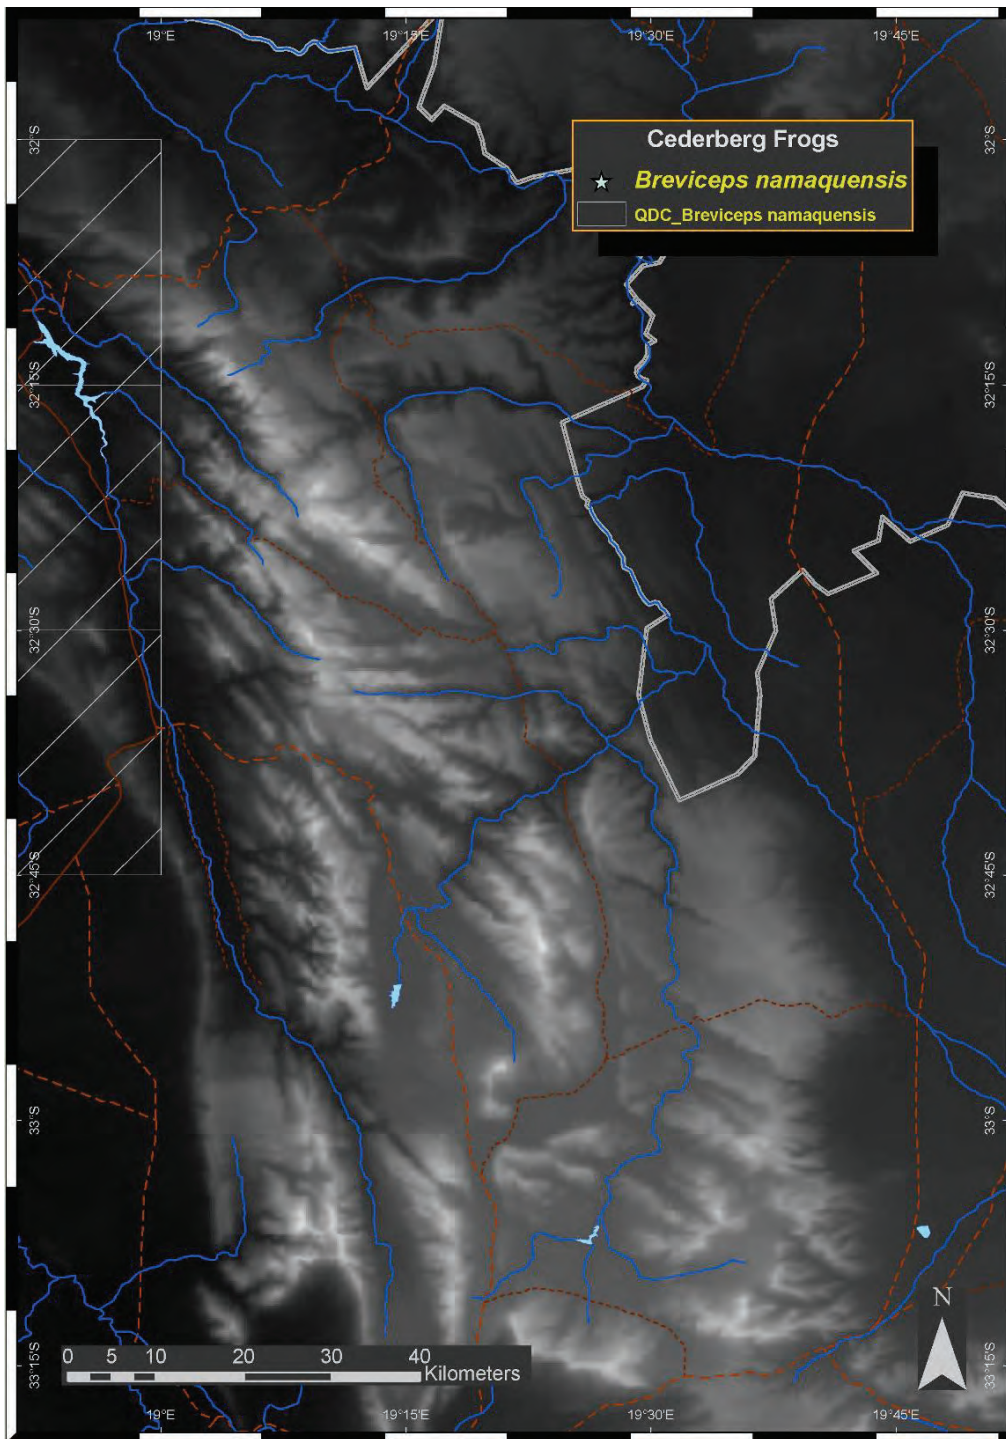 19°E 19°15'E 19°30'E 19°45'E
32°S 32°S
Cederberg Frogs
Breviceps namaquensis
QDC_Breviceps namaquensis
32°15'S 32°15'S
32°30'S 32°30'S
32°45'S 32°45'S
33°S 33°S
N
0 5 10 20 30 40
Kilometers
33°15'S 33°15'S
19°E 19°15'E 19°30'E 19°45'E